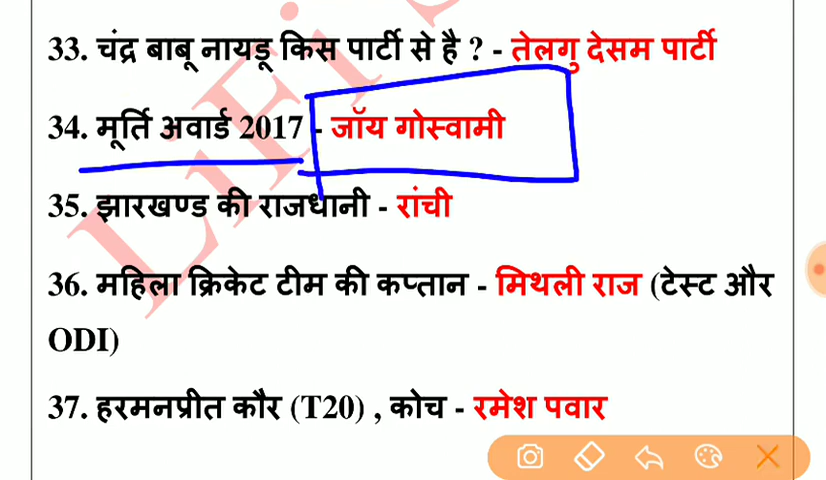 33. चंद्र बाबू नायडू किस पार्टी से है ? - तेलगु देसम पार्टी
34. मूर्ति अवार्ड 2017 - जॉय गोस्वामी
35. झारखण्ड की राजधानी - रांची
36. महिला क्रिकेट टीम की कप्तान - मिथली राज (टेस्ट और
ODI)
37. हरमनप्रीत कौर (T20) , कोच - रमेश पवार